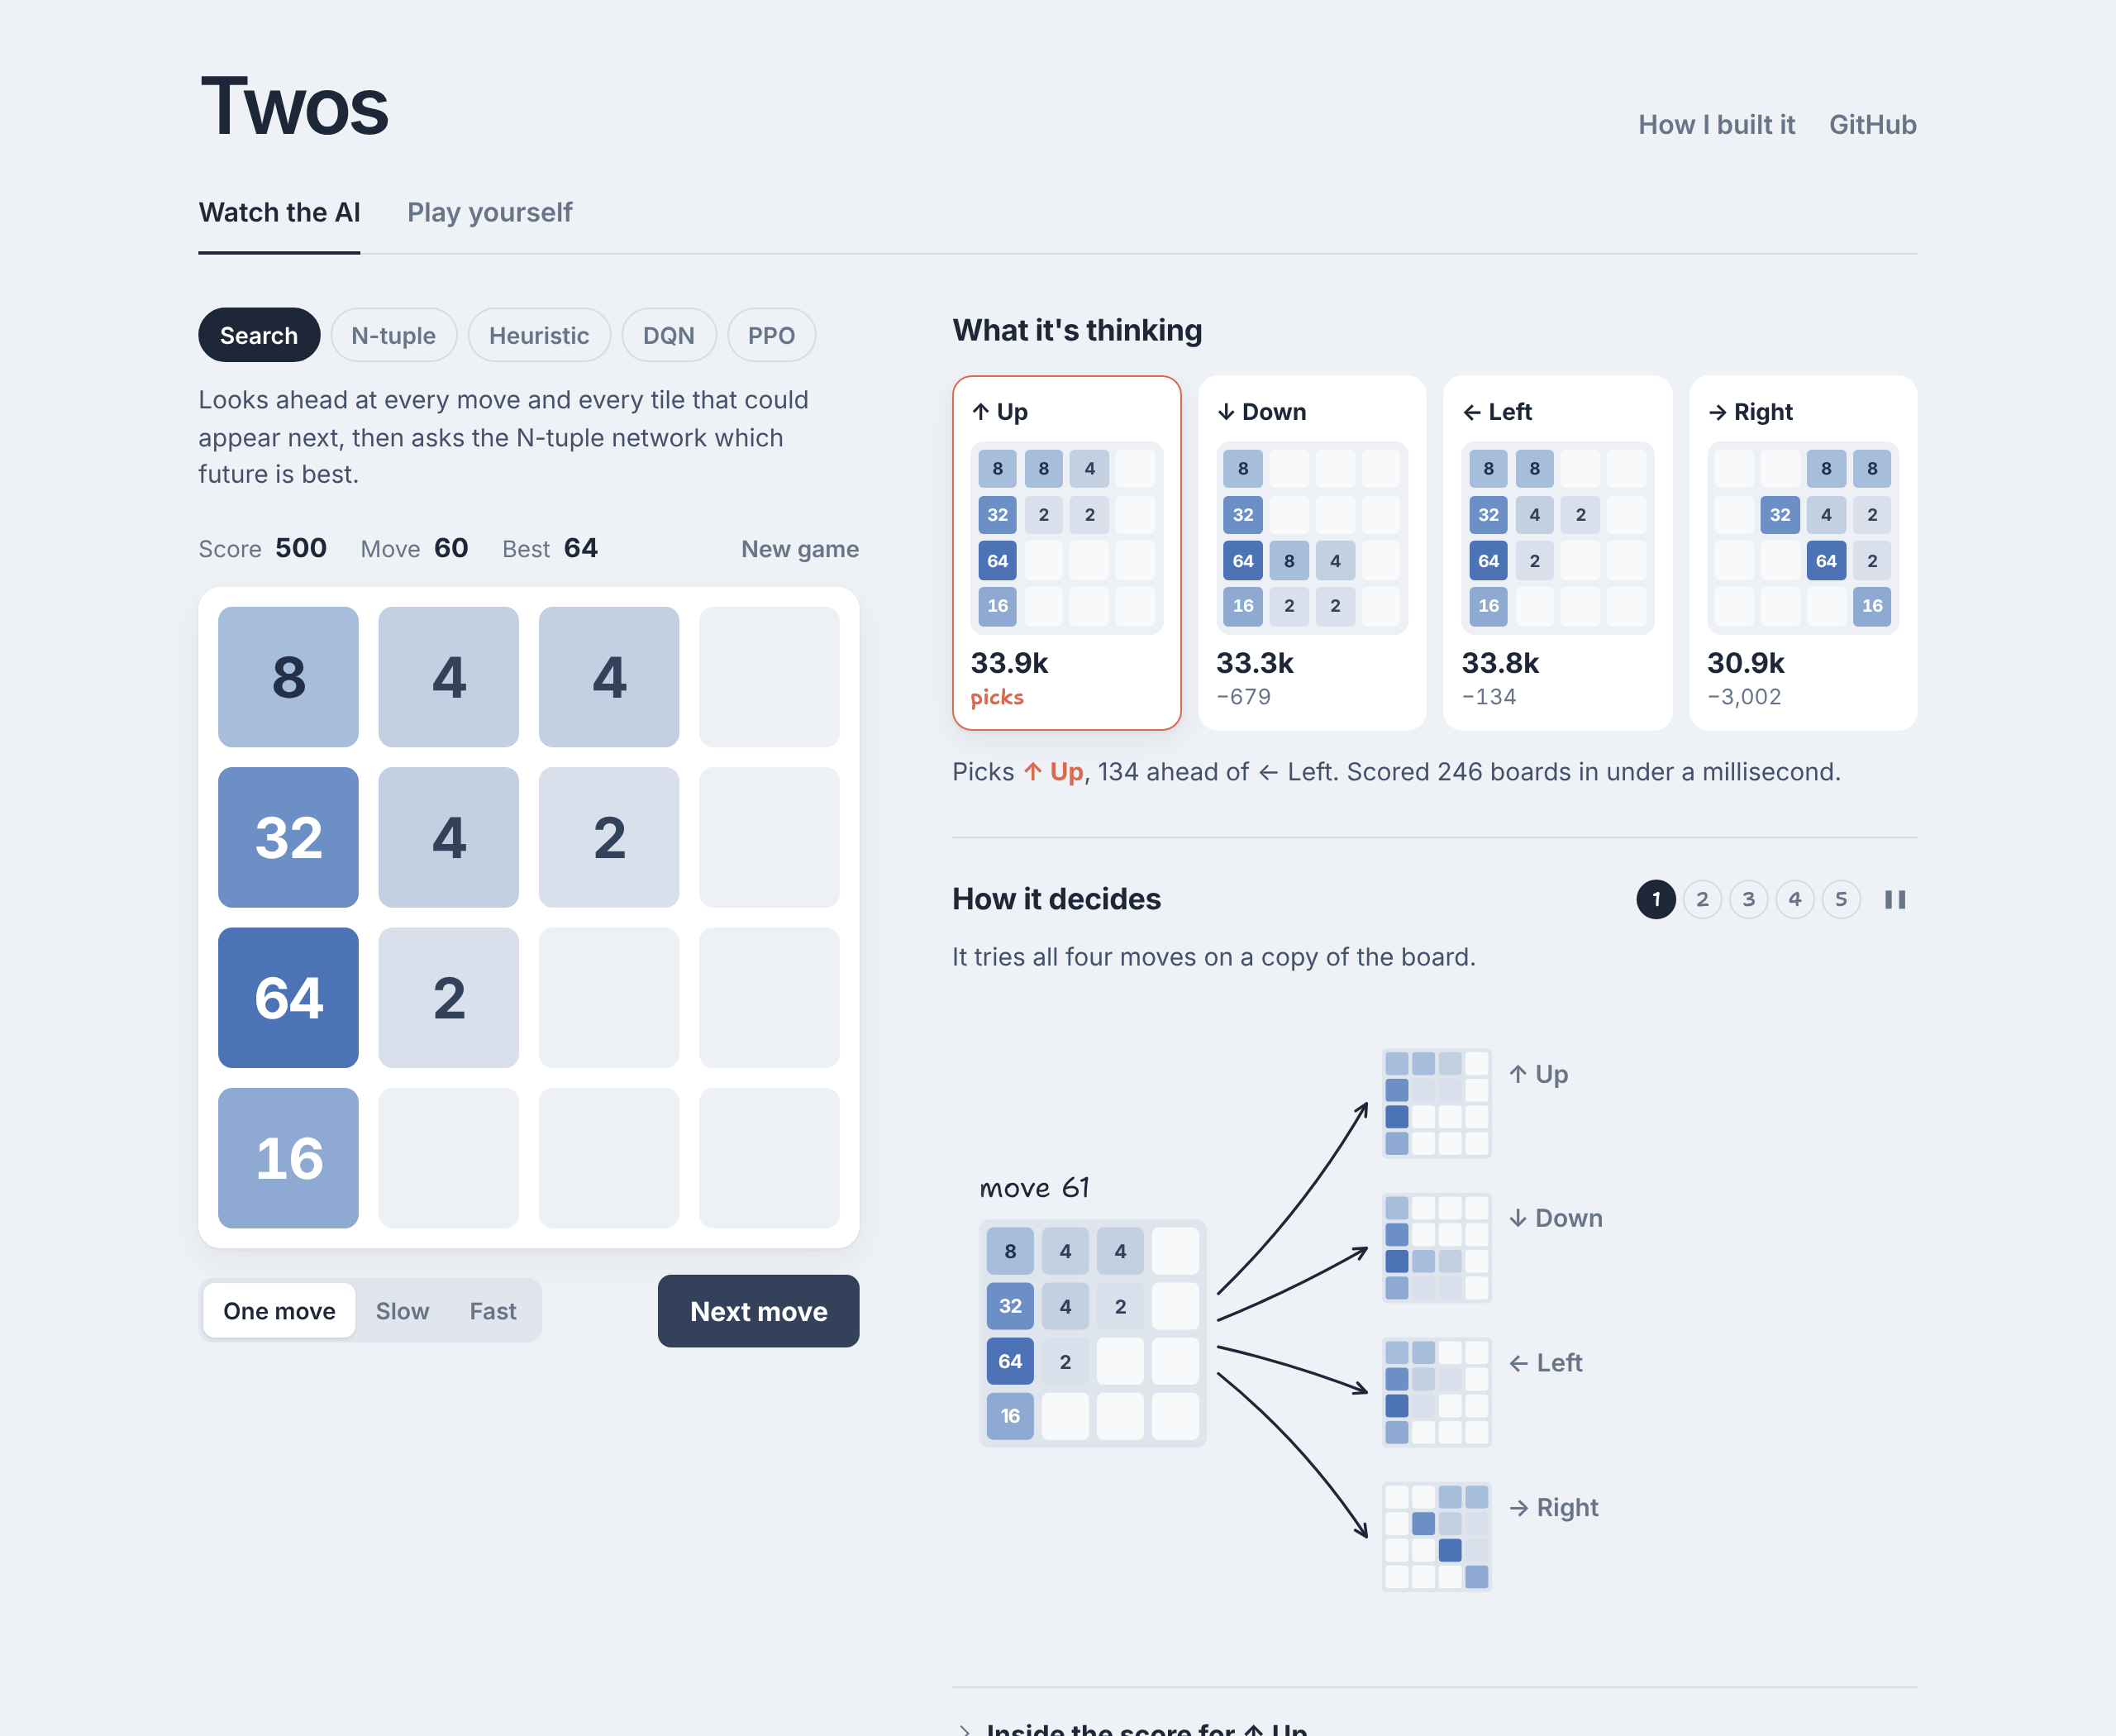 Twos
How I built it GitHub
Watch the AI Play yourself
Search N-tuple Heuristic DQN PPO
Looks ahead at every move and every tile that could
appear next, then asks the N-tuple network which
future is best.
Score 500 Move 60 Best 64 New game
8 4 4
32 4 2
64 2
16
One move Slow Fast Next move
What it's thinking
↑ Up
8 8 4
32 2 2
64
16
33.9k
picks
↓ Down
8
32
64 8 4
16 2 2
33.3k
−679
← Left
8 8
32 4 2
64 2
16
33.8k
−134
→ Right
8 8
32 4 2
64 2
16
30.9k
−3,002
Picks ↑ Up, 134 ahead of ← Left. Scored 246 boards in under a millisecond.
How it decides 1 2 3 4 5
It tries all four moves on a copy of the board.
move 61
8 4 4
32 4 2
64 2
16
↑ Up
↓ Down
← Left
→ Right
Inside the score for ↑ Up